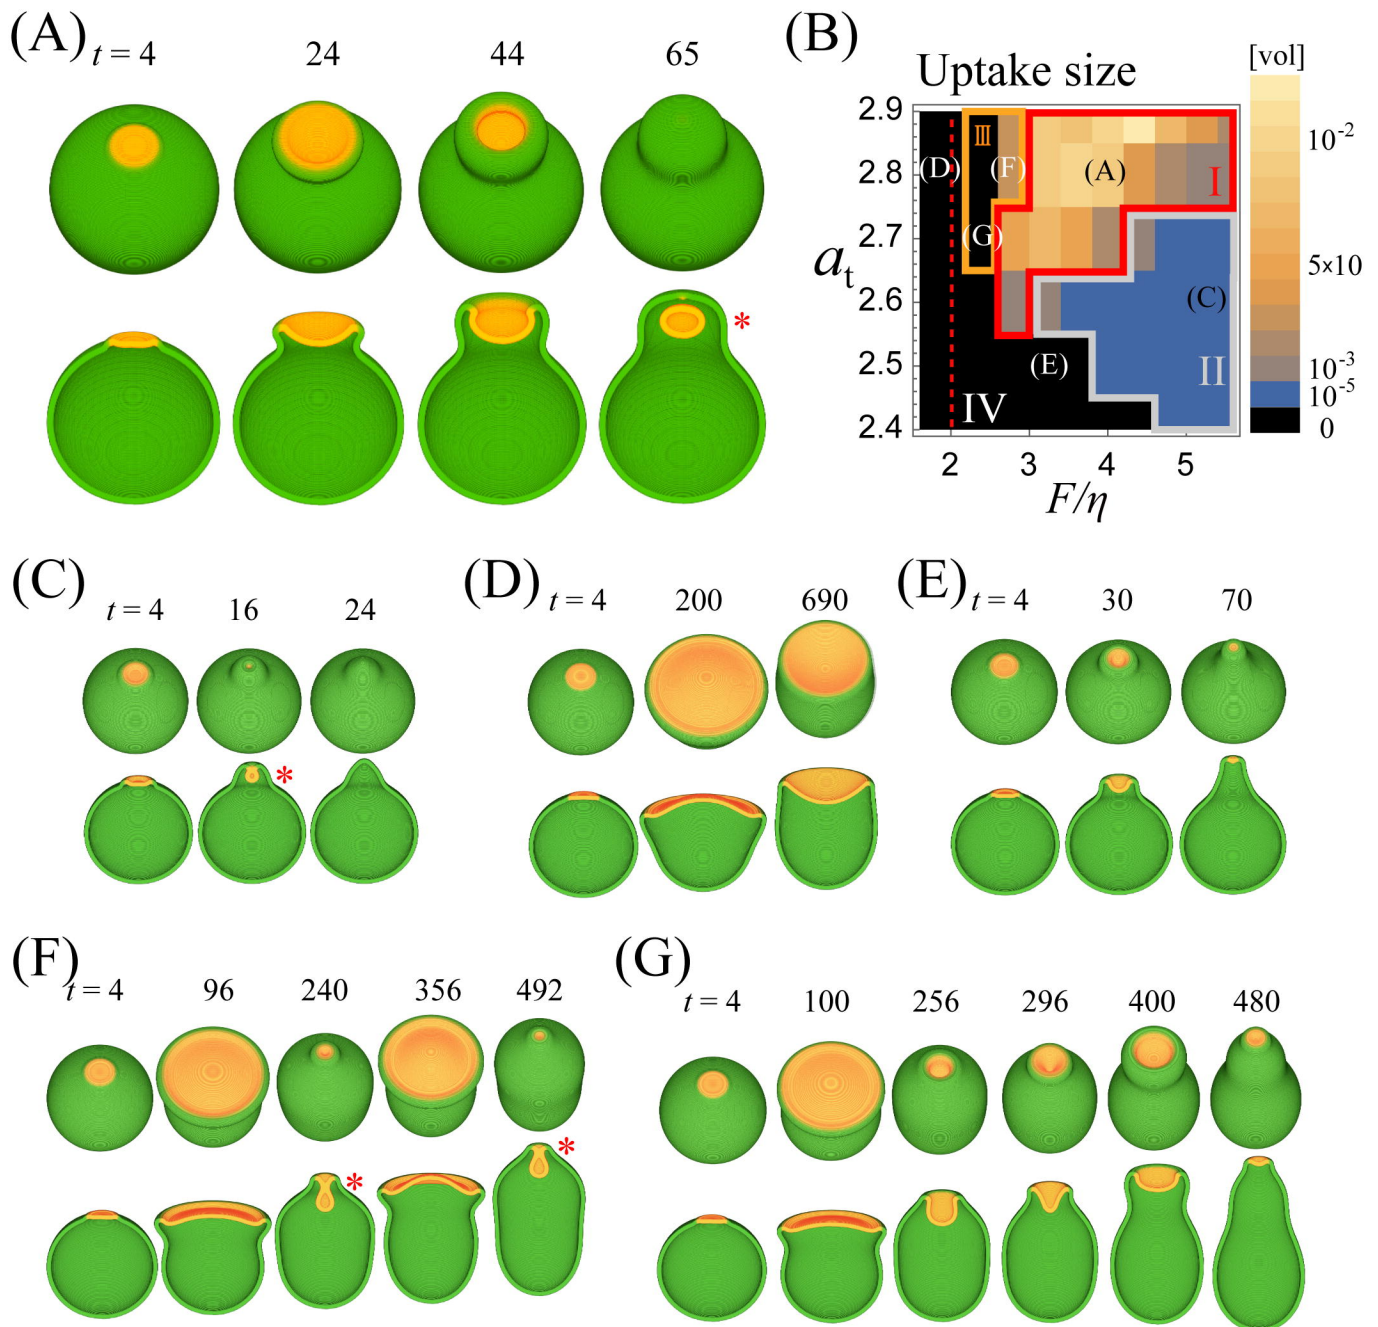 (A)
t = 4 24 44 65
*
(B)
Uptake size
[vol]
2.9
2.8
2.7
2.6
2.5
2.4
a_t
2 3 4 5
F/η
III
(D)
(F)
(A)
I
(G)
(C)
(E)
II
IV
10^-2
5×10
10^-3
10^-5
0
(C)
t = 4 16 24
*
(D)
t = 4 200 690
(E)
t = 4 30 70
(F)
t = 4 96 240 356 492
* *
(G)
t = 4 100 256 296 400 480